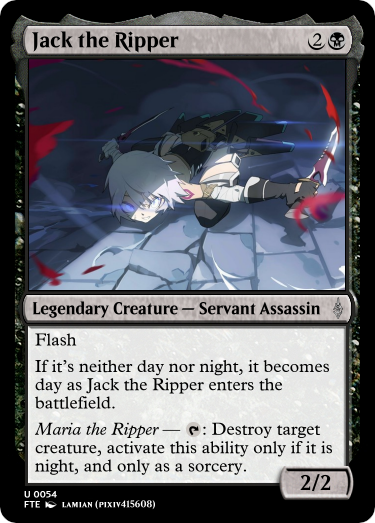 Jack the Ripper 2
Legendary Creature — Servant Assassin
Flash
If it's neither day nor night, it becomes
day as Jack the Ripper enters the
battlefield.
Maria the Ripper — : Destroy target
creature, activate this ability only if it is
night, and only as a sorcery.
2/2
U 0054
FTE LAMIAN (PIXIV415608)